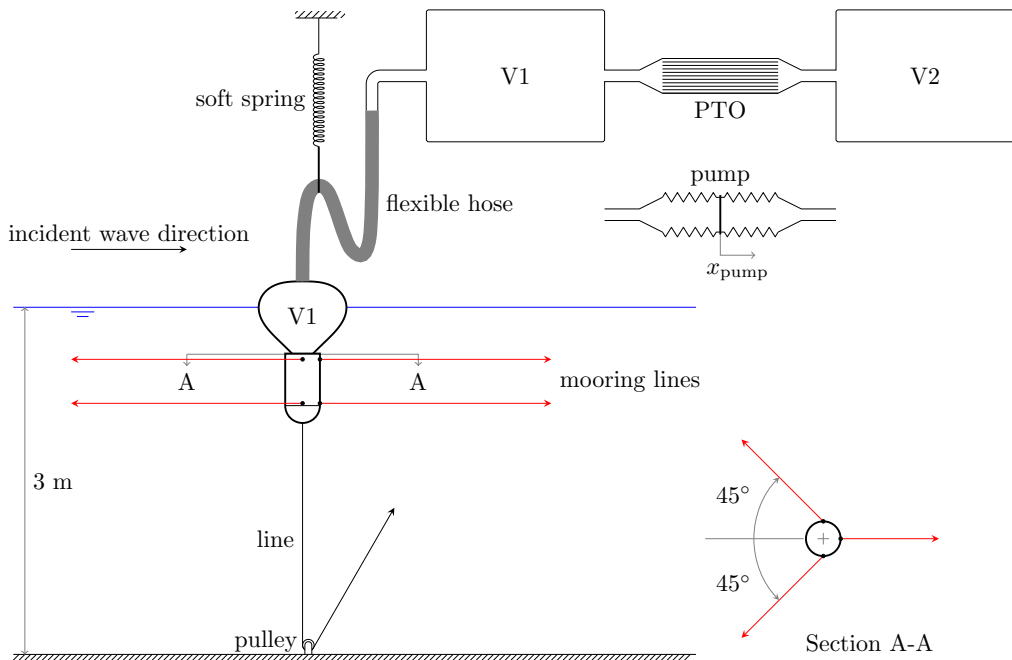 V1
V2
soft spring
PTO
pump
flexible hose
incident wave direction
x_pump
V1
A
A
mooring lines
3 m
45°
line
45°
pulley
Section A-A